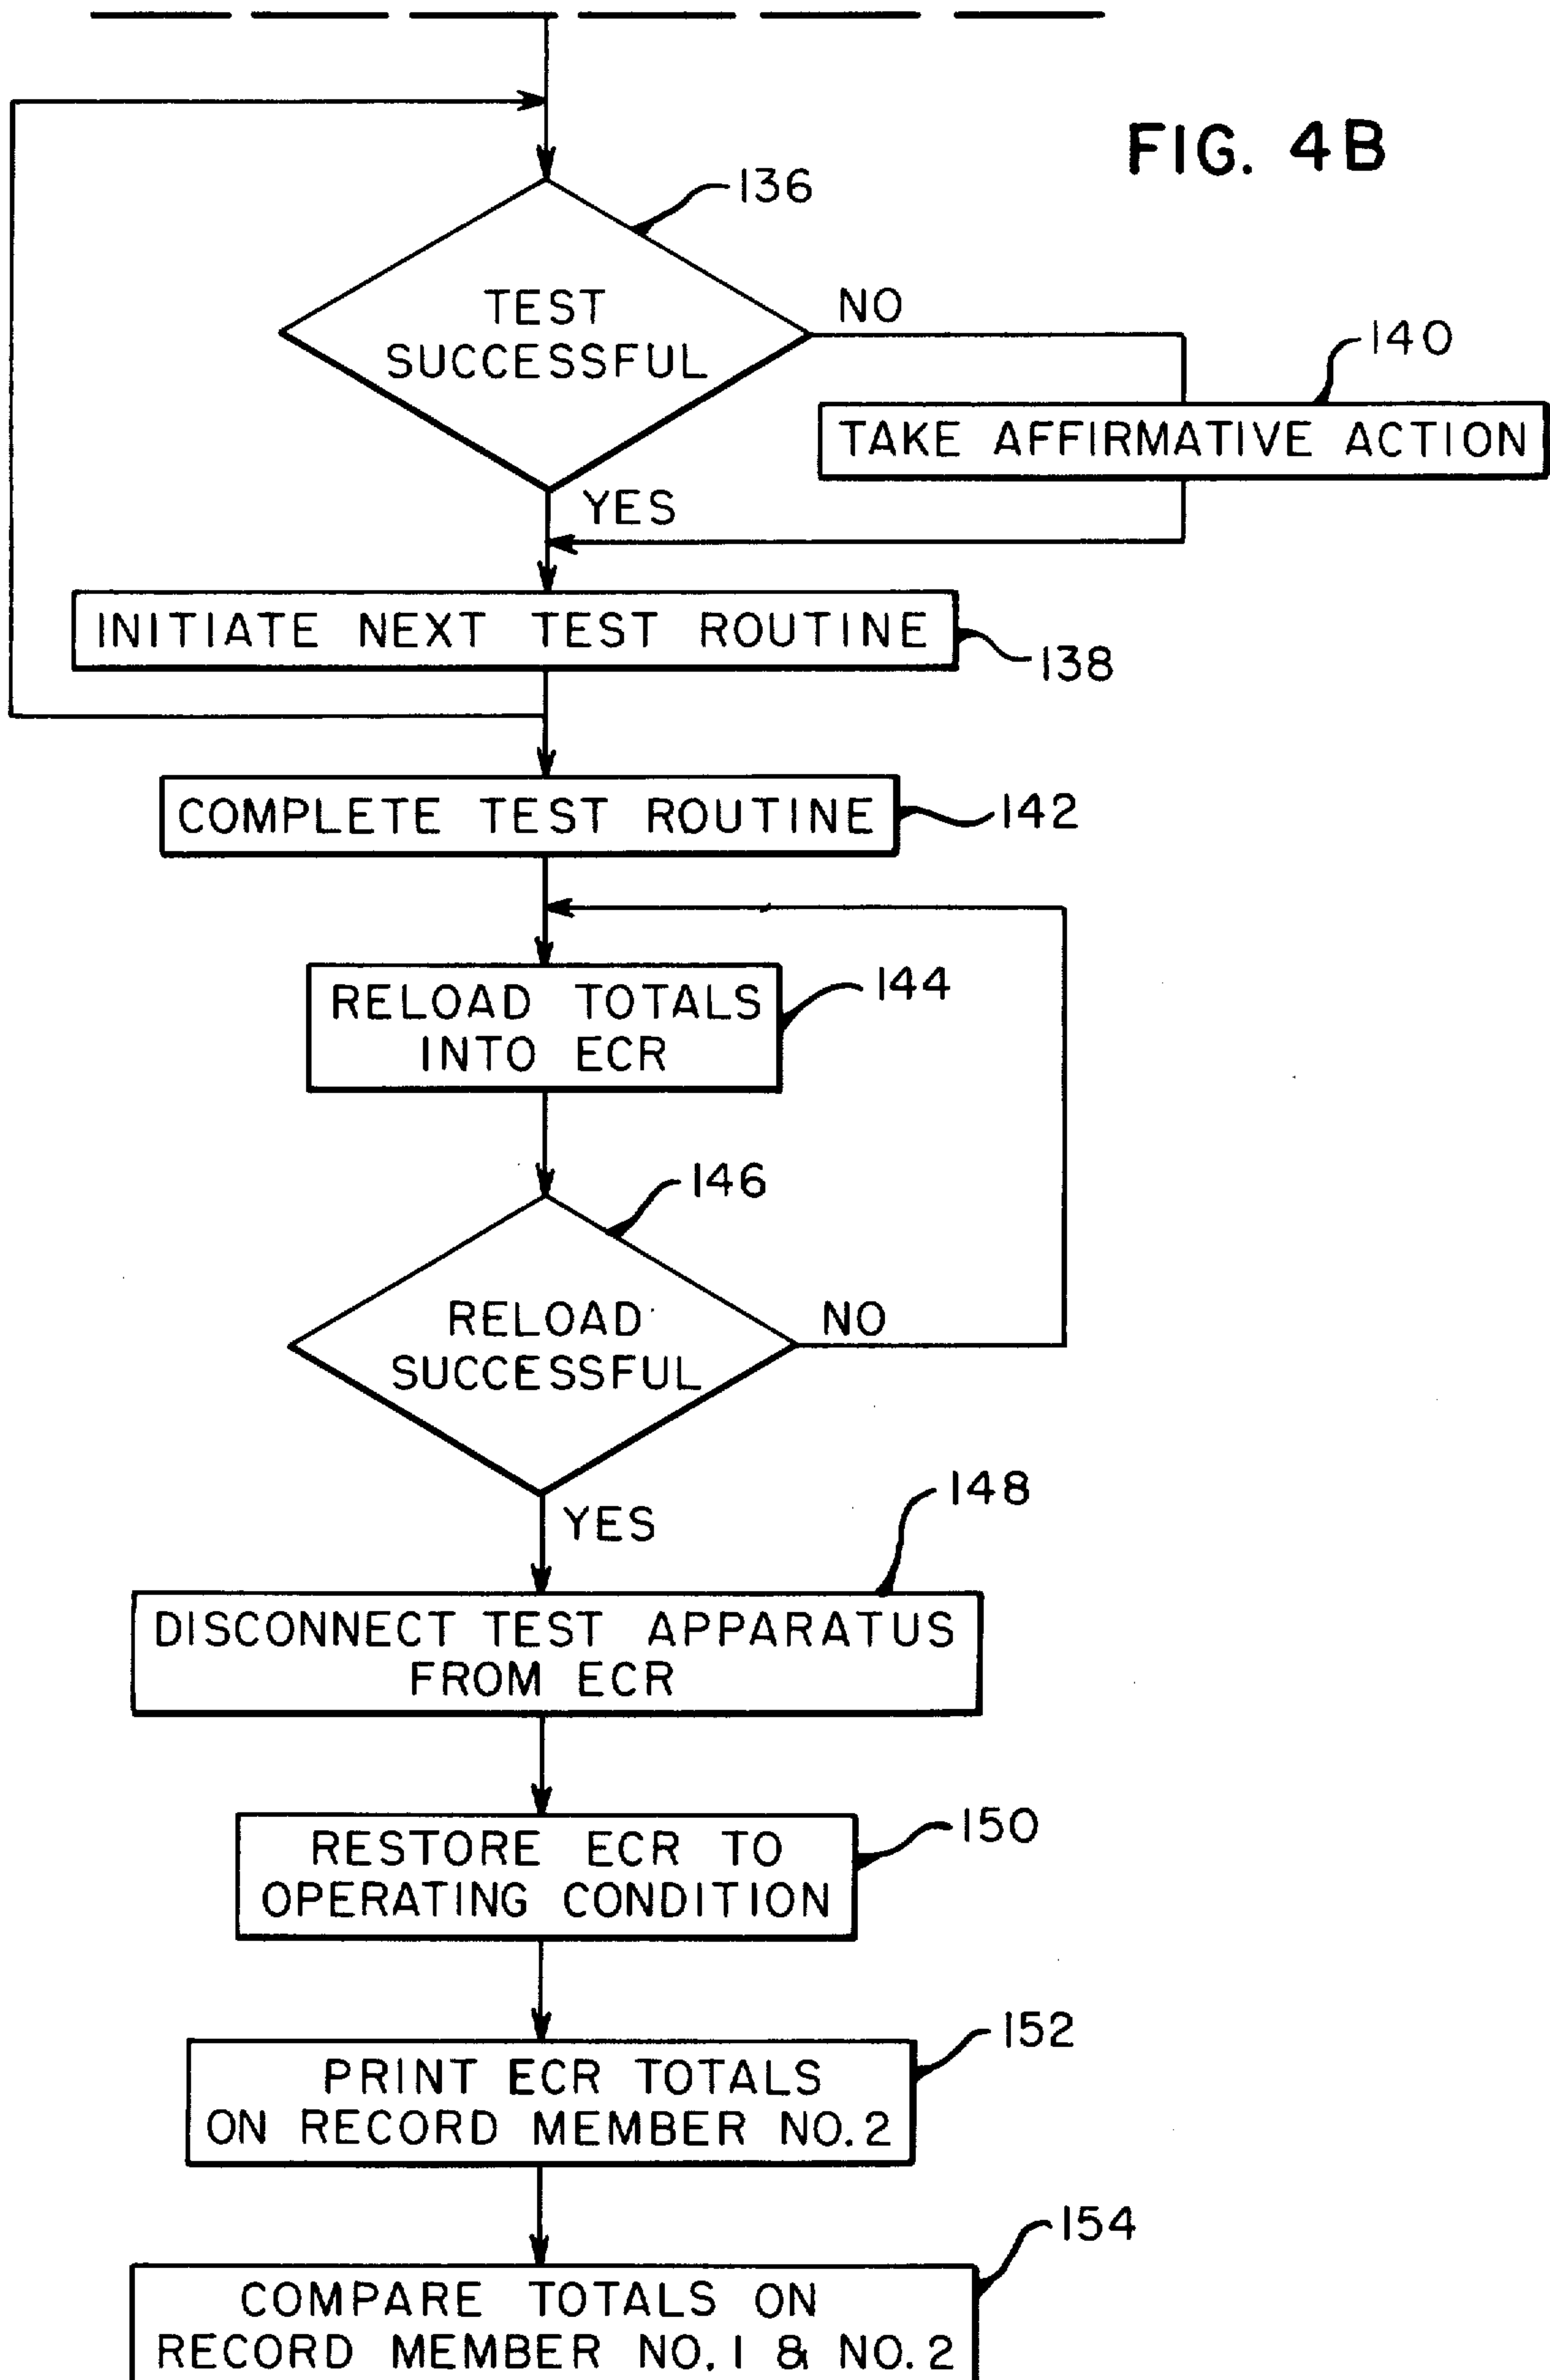 FIG. 4B
136
TEST
SUCCESSFUL
NO
140
TAKE AFFIRMATIVE ACTION
YES
INITIATE NEXT TEST ROUTINE
138
COMPLETE TEST ROUTINE
142
RELOAD TOTALS
INTO ECR
144
146
RELOAD
SUCCESSFUL
NO
YES
148
DISCONNECT TEST APPARATUS
FROM ECR
150
RESTORE ECR TO
OPERATING CONDITION
152
PRINT ECR TOTALS
ON RECORD MEMBER NO. 2
154
COMPARE TOTALS ON
RECORD MEMBER NO. 1 & NO. 2